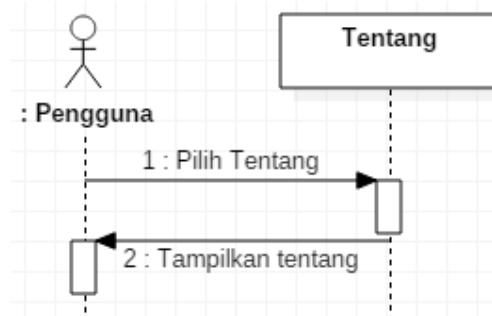 Tentang
: Pengguna
1 : Pilih Tentang
2 : Tampilkan tentang